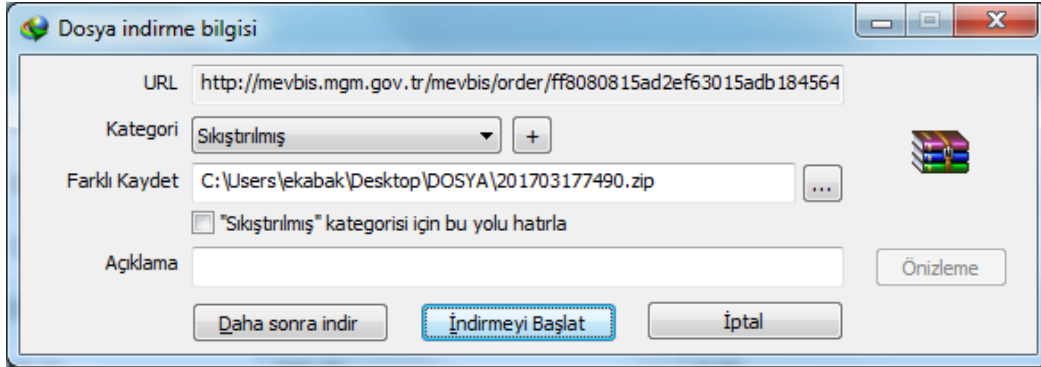 Dosya indirme bilgisi
URL http://mevbis.mgm.gov.tr/mevbis/order/ff8080815ad2ef63015adb184564
Kategori Sıkıştırılmış +
Farklı Kaydet C:\Users\ekabak\Desktop\DOSYA\201703177490.zip ...
"Sıkıştırılmış" kategorisi için bu yolu hatırla
Açıklama
Önizleme
Daha sonra indir İndirmeyi Başlat İptal